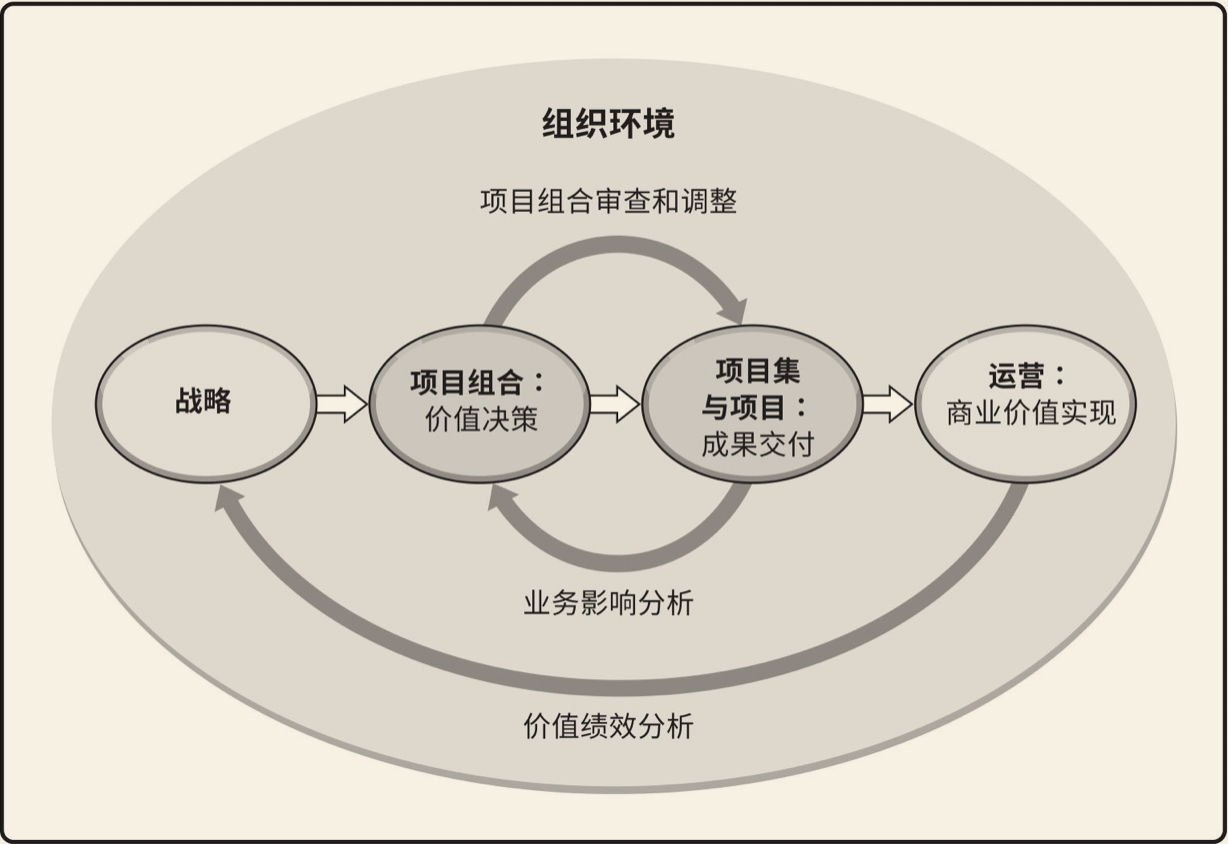 组织环境
项目组合审查和调整
战略
项目组合：
价值决策
项目集
与项目：
成果交付
运营：
商业价值实现
业务影响分析
价值绩效分析